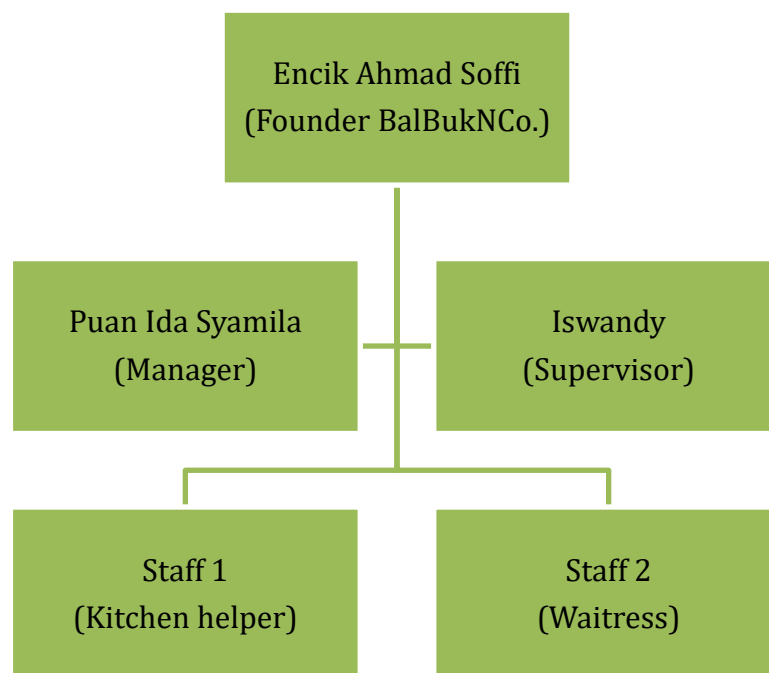 Encik Ahmad Soffi
(Founder BalBukNCo.)
Puan Ida Syamila
(Manager)
Iswandy
(Supervisor)
Staff 1
(Kitchen helper)
Staff 2
(Waitress)